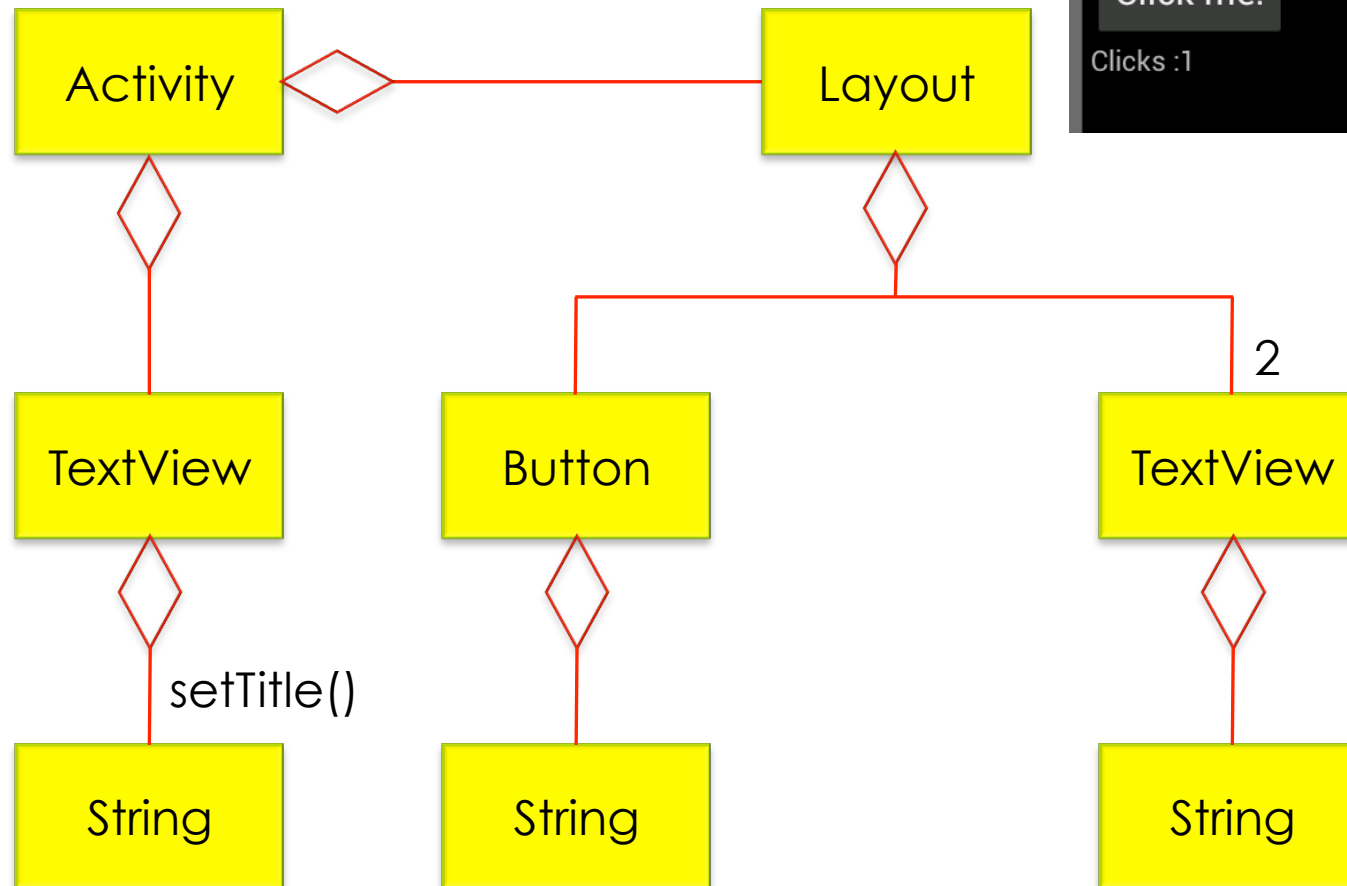 Activity
Layout
Clicks :1
2
TextView
Button
TextView
setTitle()
String
String
String